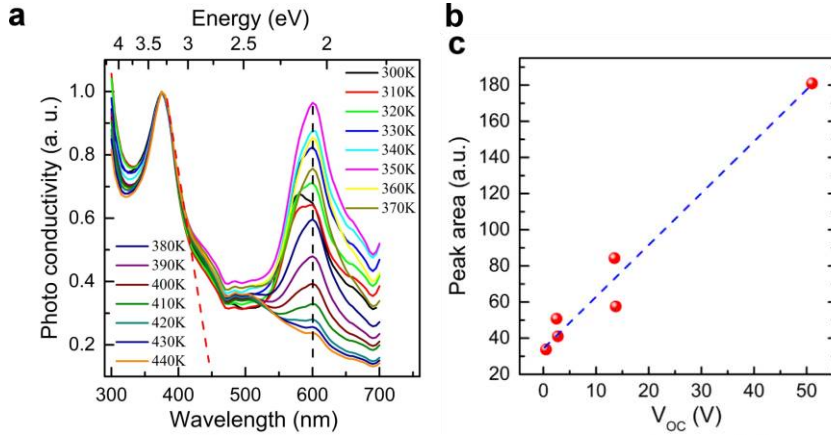 a
Energy (eV)
4 3.5 3 2.5 2
Photo conductivity (a. u.)
1.0
0.8
0.6
0.4
0.2
300K
310K
320K
330K
340K
350K
360K
370K
380K
390K
400K
410K
420K
430K
440K
300 400 500 600 700
Wavelength (nm)
b
c
Peak area (a.u.)
180
160
140
120
100
80
60
40
20
0 10 20 30 40 50
VOC (V)